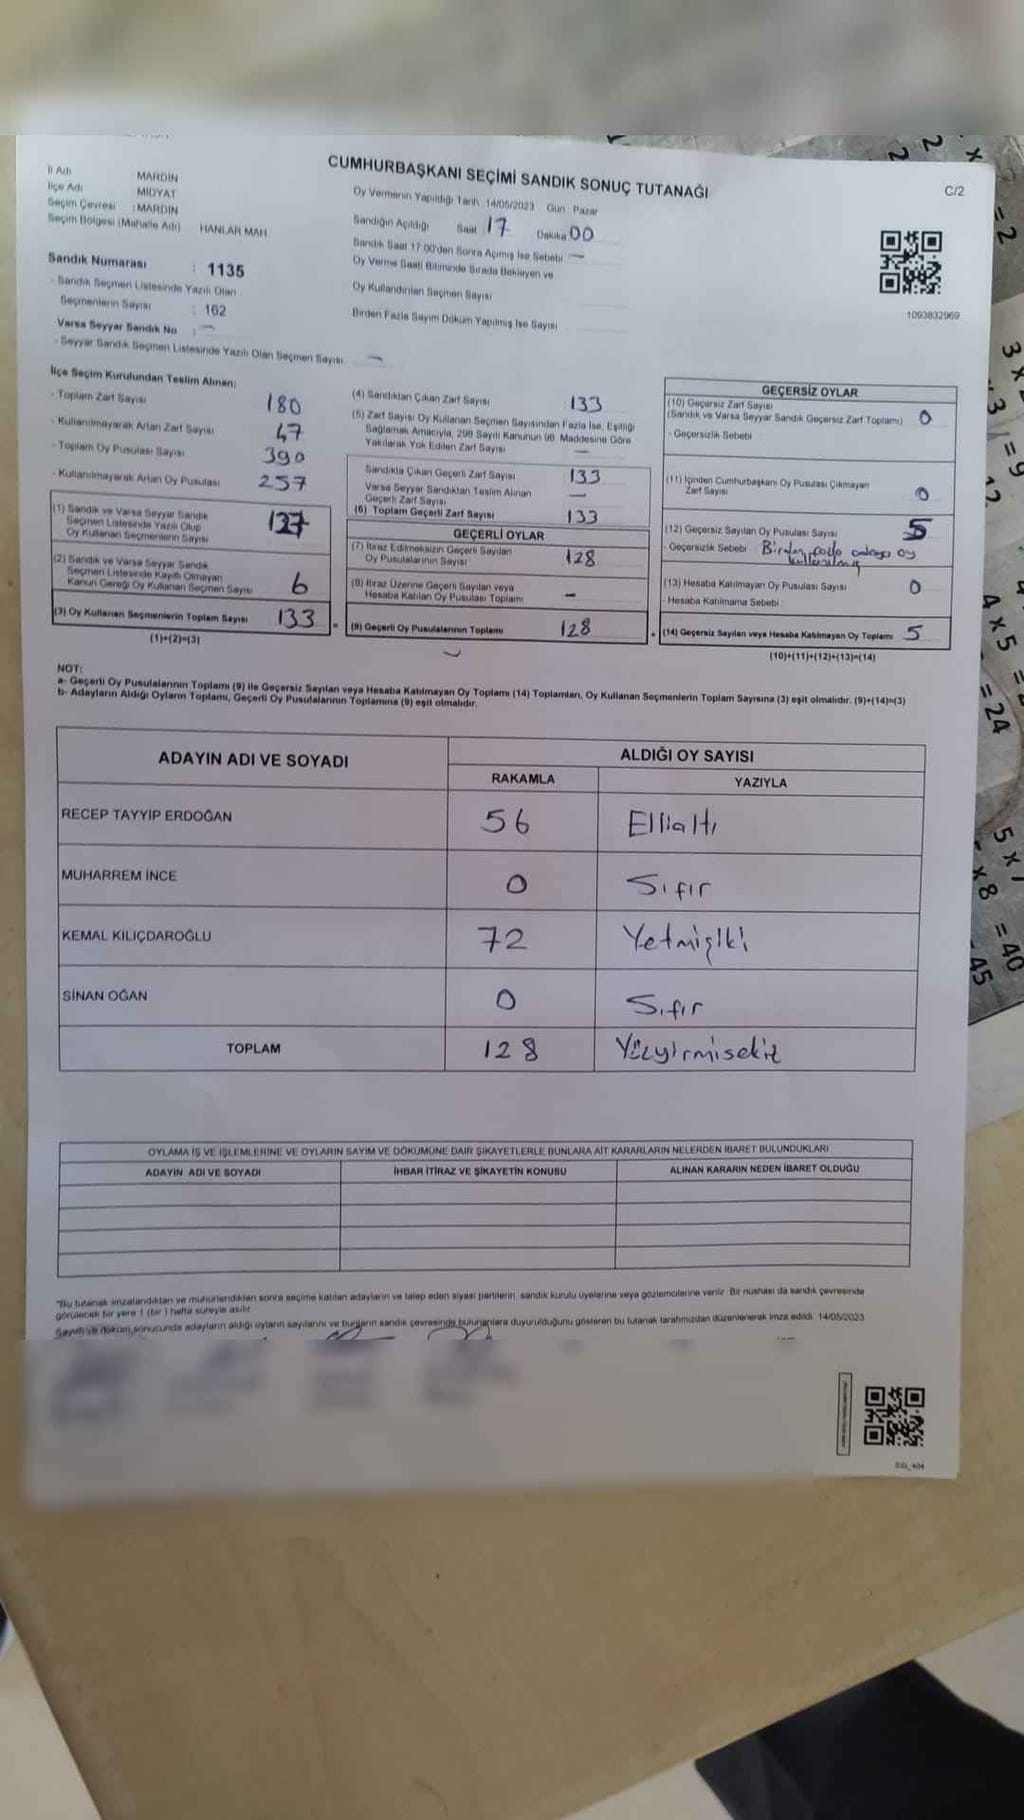 CUMHURBAŞKANI SEÇİMİ SANDIK SONUÇ TUTANAĞI
C/2
İl Adı MARDİN
İlçe Adı MİDYAT
Seçim Çevresi : MARDİN
Seçim Bölgesi (Mahalle Adı) HANLAR MAH
Sandık Numarası : 1135
- Sandık Seçmen Listesinde Yazılı Olan
Seçmenlerin Sayısı : 162
Varsa Seyyar Sandık No : —
- Seyyar Sandık Seçmen Listesinde Yazılı Olan Seçmen Sayısı —
Oy Vermenin Yapıldığı Tarih 14/05/2023 Gün : Pazar
Sandığın Açıldığı Saat 17 Dakika 00
Sandık Saat 17:00'den Sonra Açılmış İse Sebebi —
Oy Verme Saati Bitiminde Sırada Bekleyen ve
Oy Kullandırılan Seçmen Sayısı
Birden Fazla Sayım Döküm Yapılmış İse Sayısı
1093832969
İlçe Seçim Kurulundan Teslim Alınan;
- Toplam Zarf Sayısı 180
- Kullanılmayarak Artan Zarf Sayısı 47
- Toplam Oy Pusulası Sayısı 390
- Kullanılmayarak Artan Oy Pusulası 257
(1) Sandık ve Varsa Seyyar Sandık
Seçmen Listesinde Yazılı Olup
Oy Kullanan Seçmenlerin Sayısı 127
(2) Sandık ve Varsa Seyyar Sandık
Seçmen Listesinde Kayıtlı Olmayan
Kanun Gereği Oy Kullanan Seçmen Sayısı 6
(3) Oy Kullanan Seçmenlerin Toplam Sayısı 133 =
(1)+(2)=(3)
(4) Sandıktan Çıkan Zarf Sayısı : 133
(5) Zarf Sayısı Oy Kullanan Seçmen Sayısından Fazla İse, Eşitliği
Sağlamak Amacıyla, 298 Sayılı Kanunun 98. Maddesine Göre
Yakılarak Yok Edilen Zarf Sayısı —
Sandıkta Çıkan Geçerli Zarf Sayısı 133
Varsa Seyyar Sandıktan Teslim Alınan
Geçerli Zarf Sayısı —
(6) Toplam Geçerli Zarf Sayısı 133
GEÇERLİ OYLAR
(7) İtiraz Edilmeksizin Geçerli Sayılan
Oy Pusulalarının Sayısı 128
(8) İtiraz Üzerine Geçerli Sayılan veya
Hesaba Katılan Oy Pusulası Toplamı —
(9) Geçerli Oy Pusulalarının Toplamı 128 +
GEÇERSİZ OYLAR
(10) Geçersiz Zarf Sayısı
(Sandık ve Varsa Seyyar Sandık Geçersiz Zarf Toplamı) 0
- Geçersizlik Sebebi :
(11) İçinden Cumhurbaşkanı Oy Pusulası Çıkmayan
Zarf Sayısı 0
(12) Geçersiz Sayılan Oy Pusulası Sayısı 5
- Geçersizlik Sebebi Birden fazla adaya oy
kullanılmış
(13) Hesaba Katılmayan Oy Pusulası Sayısı 0
- Hesaba Katılmama Sebebi
(14) Geçersiz Sayılan veya Hesaba Katılmayan Oy Toplamı 5
(10)+(11)+(12)+(13)=(14)
NOT:
a- Geçerli Oy Pusulalarının Toplamı (9) ile Geçersiz Sayılan veya Hesaba Katılmayan Oy Toplamı (14) Toplamları, Oy Kullanan Seçmenlerin Toplam Sayısına (3) eşit olmalıdır. (9)+(14)=(3)
b- Adayların Aldığı Oyların Toplamı, Geçerli Oy Pusulalarının Toplamına (9) eşit olmalıdır.
ADAYIN ADI VE SOYADI ALDIĞI OY SAYISI
RAKAMLA YAZIYLA
RECEP TAYYİP ERDOĞAN 56 Elli altı
MUHARREM İNCE 0 Sıfır
KEMAL KILIÇDAROĞLU 72 Yetmişiki
SİNAN OĞAN 0 Sıfır
TOPLAM 128 Yüzyirmisekiz
OYLAMA İŞ VE İŞLEMLERİNE VE OYLARIN SAYIM VE DÖKÜMÜNE DAİR ŞİKAYETLERLE BUNLARA AİT KARARLARIN NELERDEN İBARET BULUNDUKLARI
ADAYIN ADI VE SOYADI İHBAR İTİRAZ VE ŞİKAYETİN KONUSU ALINAN KARARIN NEDEN İBARET OLDUĞU
"Bu tutanak imzalandıktan ve mühürlendikten sonra seçime katılan adayların ve talep eden siyasi partilerin sandık kurulu üyelerine veya gözlemcilerine verilir. Bir nüshası da sandık çevresinde
görülecek bir yere 1 (bir ) hafta süreyle asılır.
Sayım ve döküm sonucunda adayların aldığı oyların sayılarını ve bunların sandık çevresinde bulunanlara duyurulduğunu gösteren bu tutanak tarafımızdan düzenlenerek imza edildi. 14/05/2023